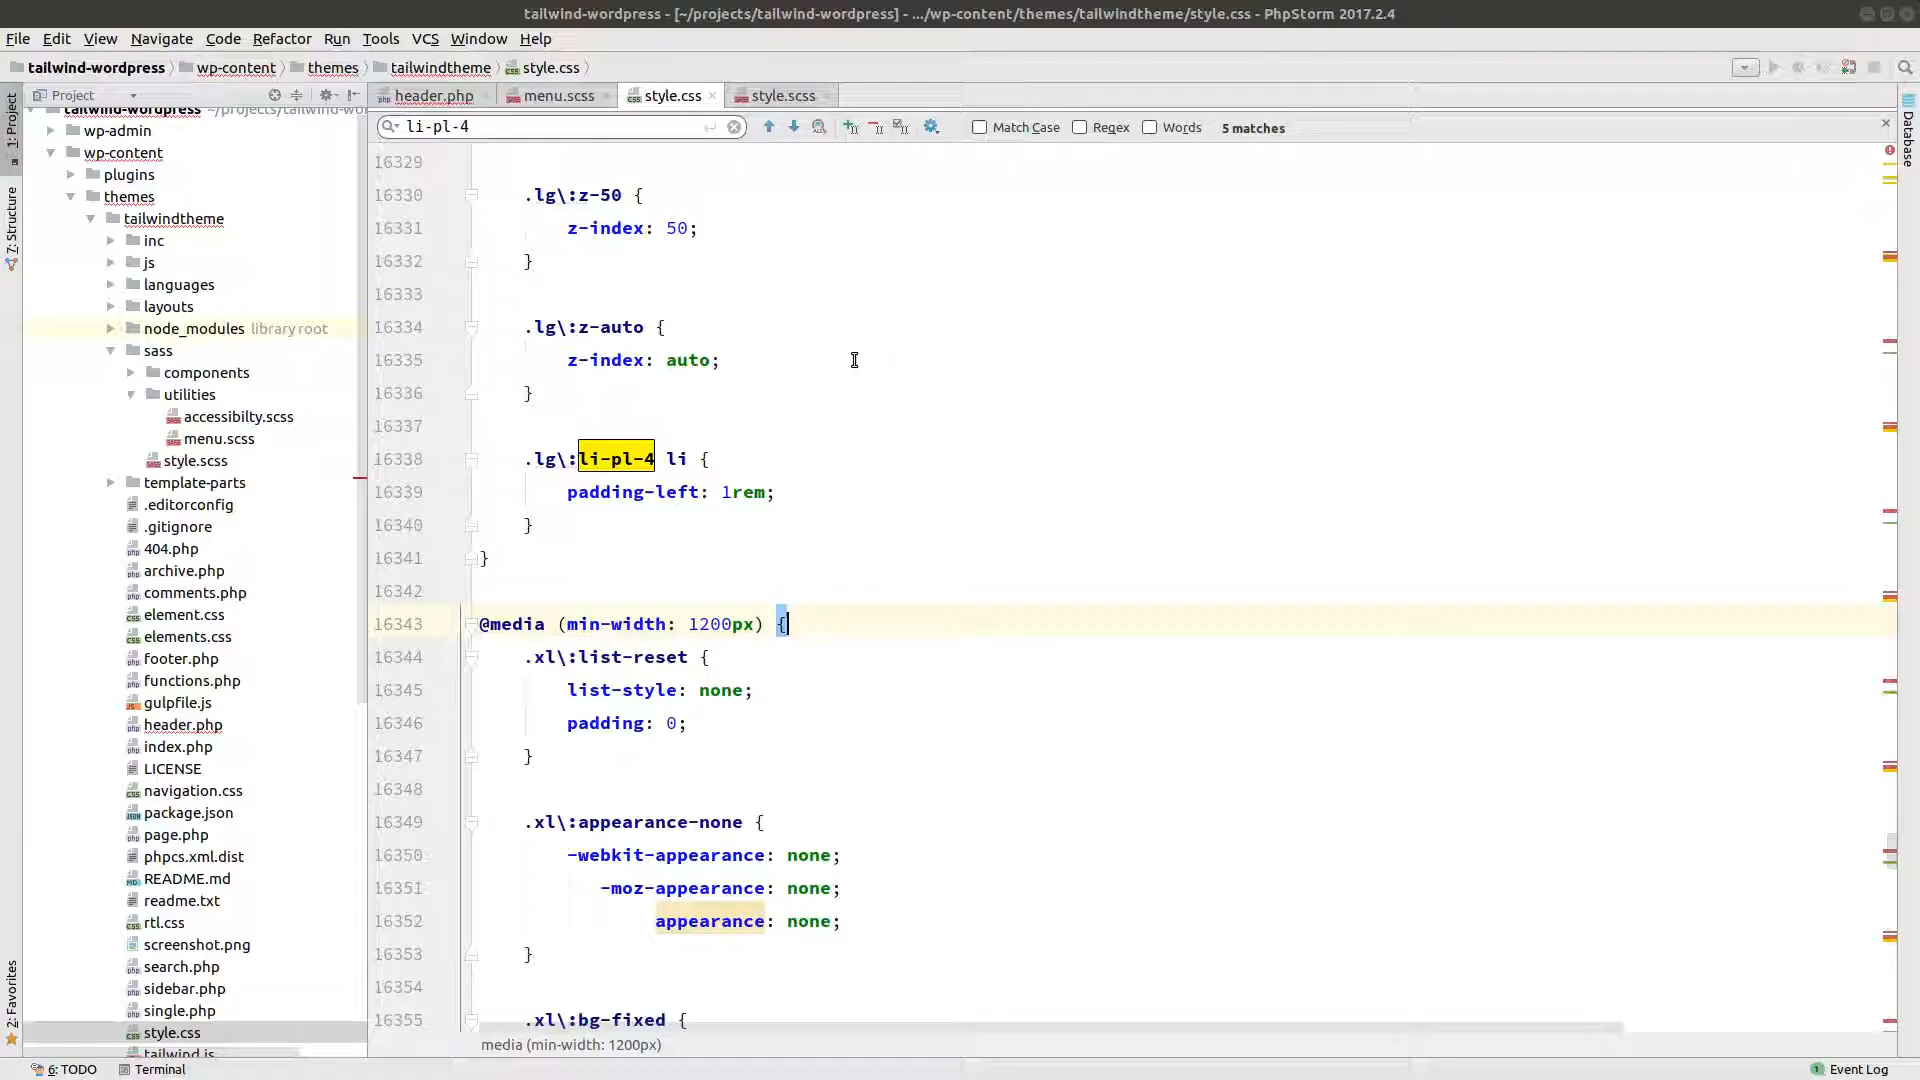 tailwind-wordpress - [~/projects/tailwind-wordpress] - .../wp-content/themes/tailwindtheme/style.css - PhpStorm 2017.2.4
File Edit View Navigate Code Refactor Run Tools VCS Window Help
tailwind-wordpress wp-content themes tailwindtheme style.css
Project
header.php menu.scss style.css style.scss
1: Project
7: Structure
2: Favorites
Database
tailwind-wordpress ~/projects/tailwind-wor
wp-admin
wp-content
plugins
themes
tailwindtheme
inc
js
languages
layouts
node_modules library root
sass
components
utilities
accessibilty.scss
menu.scss
style.scss
template-parts
.editorconfig
.gitignore
404.php
archive.php
comments.php
element.css
elements.css
footer.php
functions.php
gulpfile.js
header.php
index.php
LICENSE
navigation.css
package.json
page.php
phpcs.xml.dist
README.md
readme.txt
rtl.css
screenshot.png
search.php
sidebar.php
single.php
style.css
tailwind.js
li-pl-4 Match Case Regex Words 5 matches
16329
16330 .lg\:z-50 {
16331 z-index: 50;
16332 }
16333
16334 .lg\:z-auto {
16335 z-index: auto;
16336 }
16337
16338 .lg\:li-pl-4 li {
16339 padding-left: 1rem;
16340 }
16341 }
16342
16343 @media (min-width: 1200px) {
16344 .xl\:list-reset {
16345 list-style: none;
16346 padding: 0;
16347 }
16348
16349 .xl\:appearance-none {
16350 -webkit-appearance: none;
16351 -moz-appearance: none;
16352 appearance: none;
16353 }
16354
16355 .xl\:bg-fixed {
media (min-width: 1200px)
6: TODO Terminal 1 Event Log